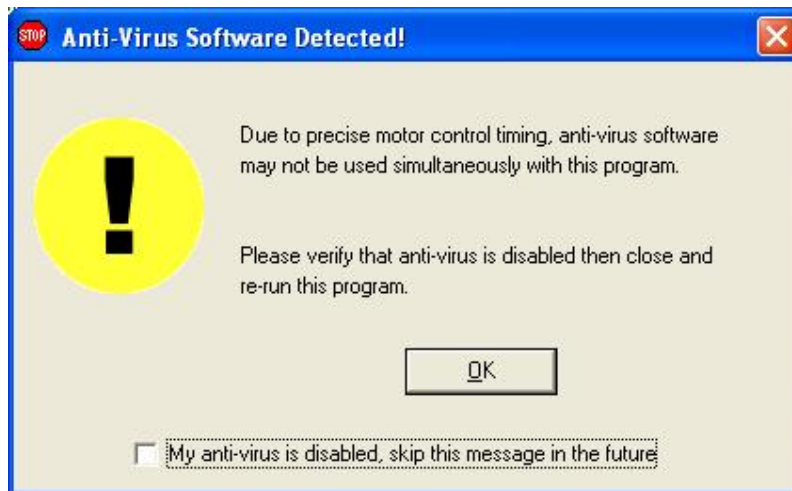 STOP Anti-Virus Software Detected!
Due to precise motor control timing, anti-virus software
may not be used simultaneously with this program.
Please verify that anti-virus is disabled then close and
re-run this program.
OK
My anti-virus is disabled, skip this message in the future